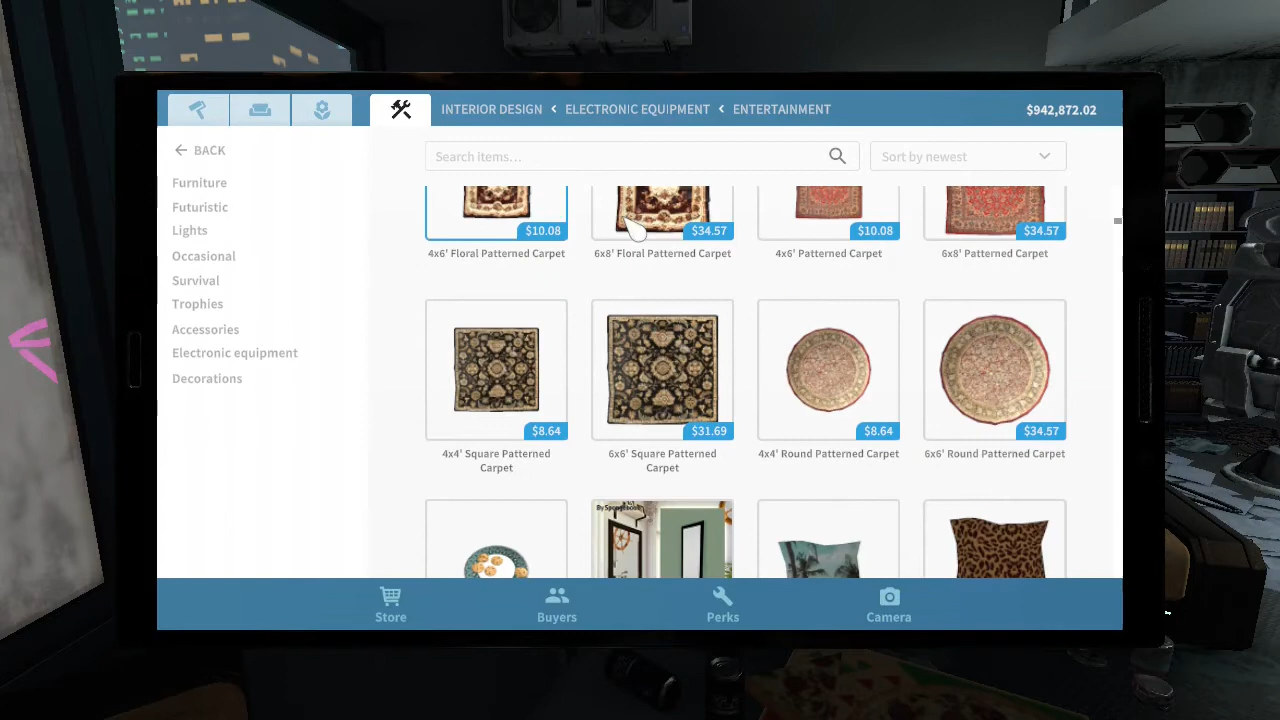 INTERIOR DESIGN < ELECTRONIC EQUIPMENT < ENTERTAINMENT
$942,872.02
BACK
Search items...
Sort by newest
Furniture
Futuristic
Lights
Occasional
Survival
Trophies
Accessories
Electronic equipment
Decorations
$10.08
$34.57
$10.08
$34.57
4x6' Floral Patterned Carpet
6x8' Floral Patterned Carpet
4x6' Patterned Carpet
6x8' Patterned Carpet
$8.64
$31.69
$8.64
$34.57
4x4' Square Patterned
Carpet
6x6' Square Patterned
Carpet
4x4' Round Patterned Carpet
6x6' Round Patterned Carpet
Store
Buyers
Perks
Camera